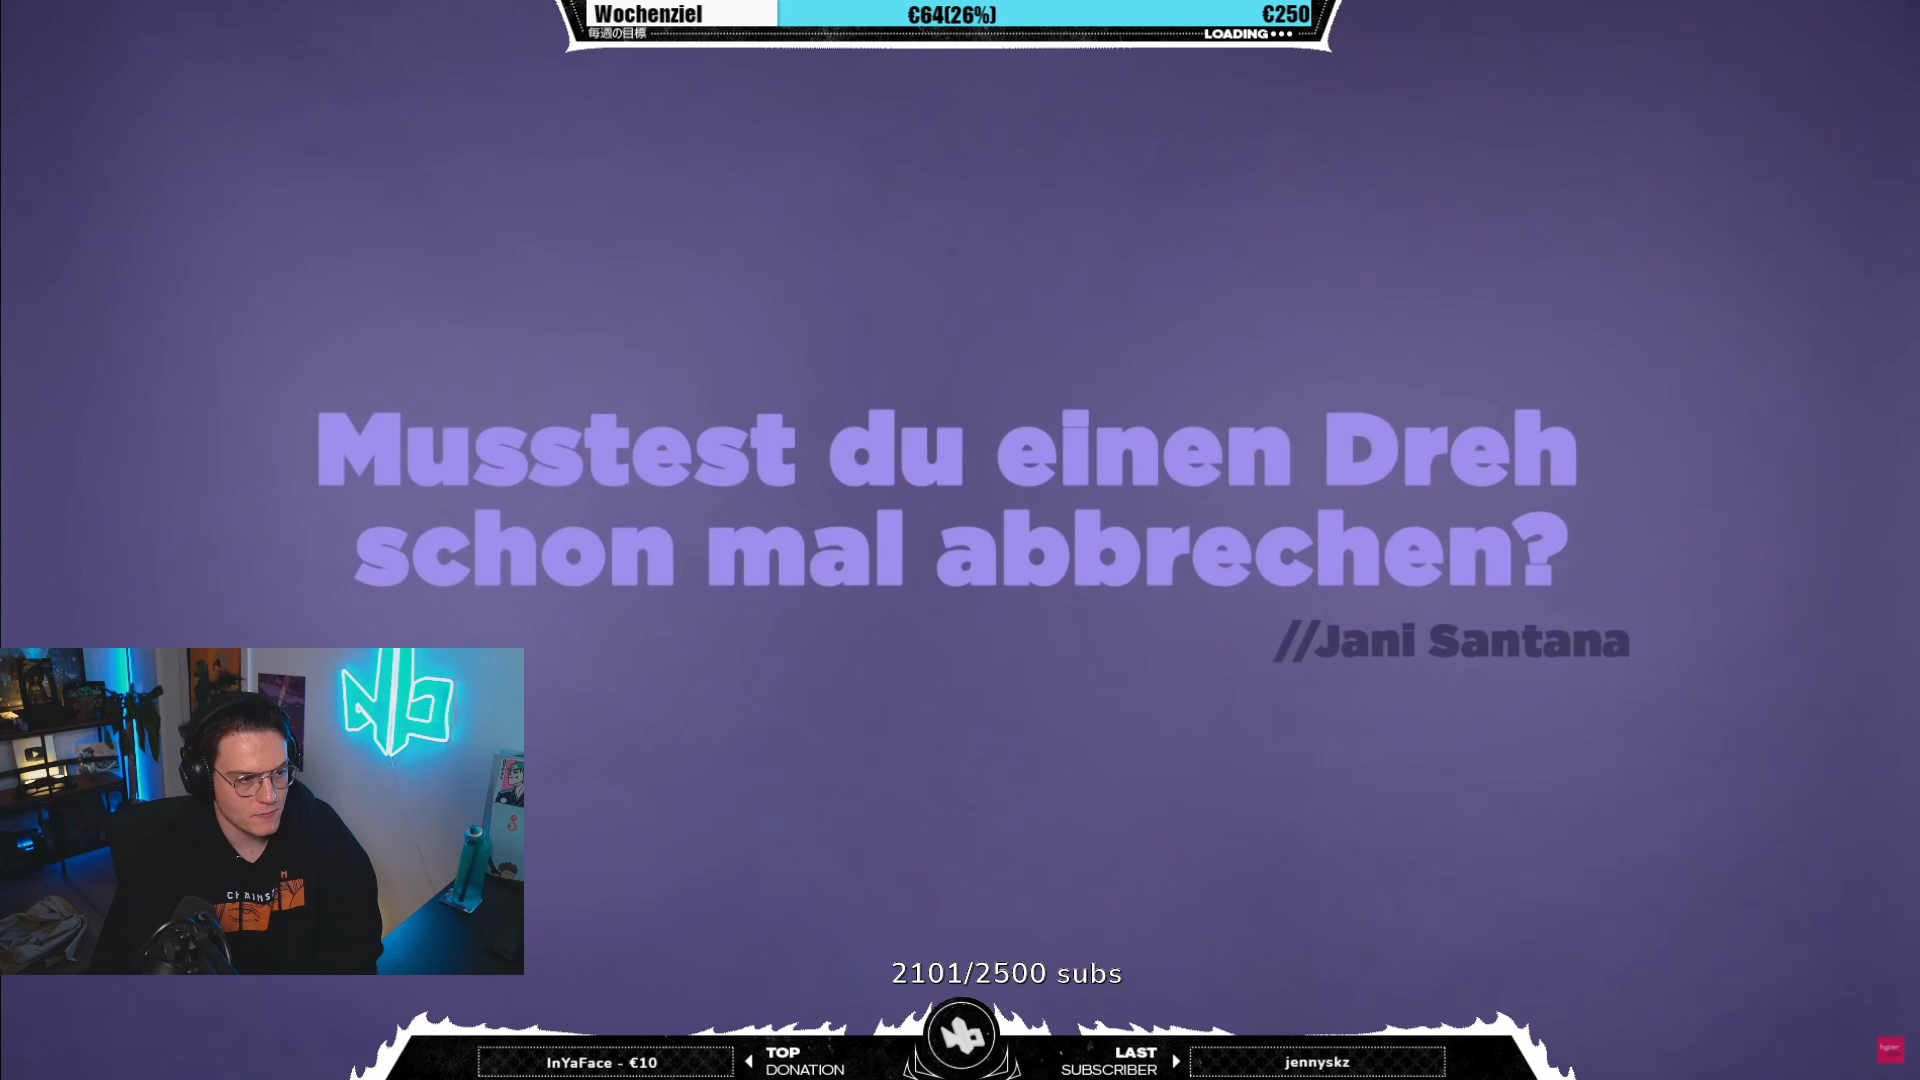 Wochenziel €64(26%) €250
毎週の目標 LOADING•••
Musstest du einen Dreh
schon mal abbrechen?
//Jani Santana
2101/2500 subs
InYaFace - €10 TOP DONATION
LAST SUBSCRIBER jennyskz